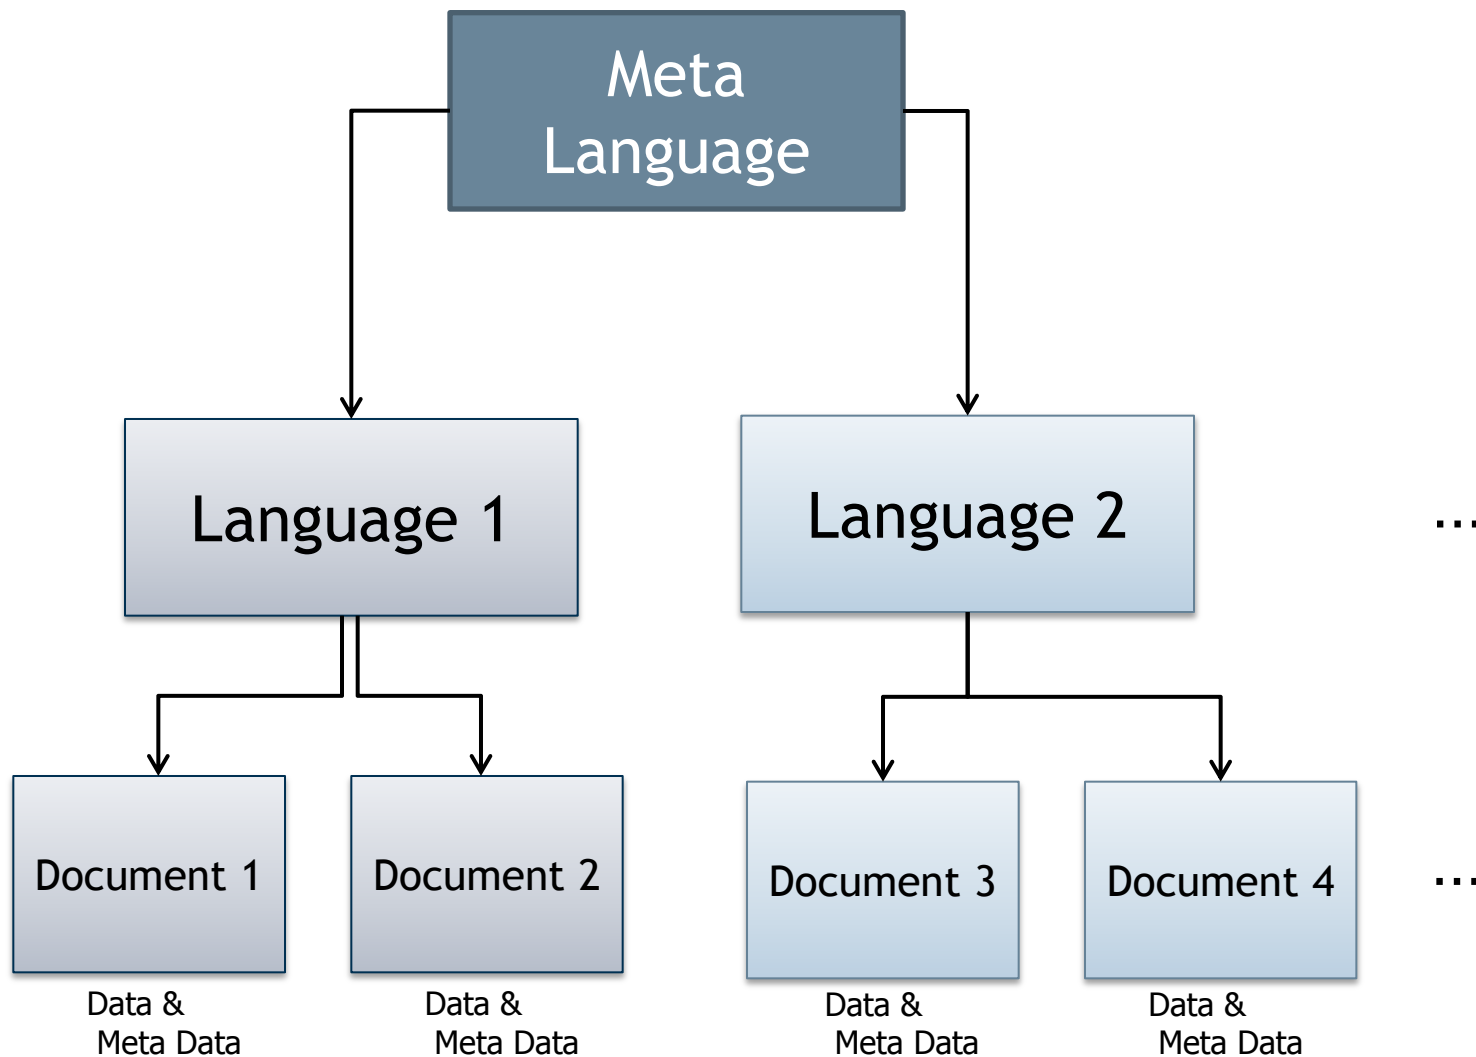 Meta
Language
Language 1
Language 2
...
Document 1
Document 2
Document 3
Document 4
...
Data &
Meta Data
Data &
Meta Data
Data &
Meta Data
Data &
Meta Data